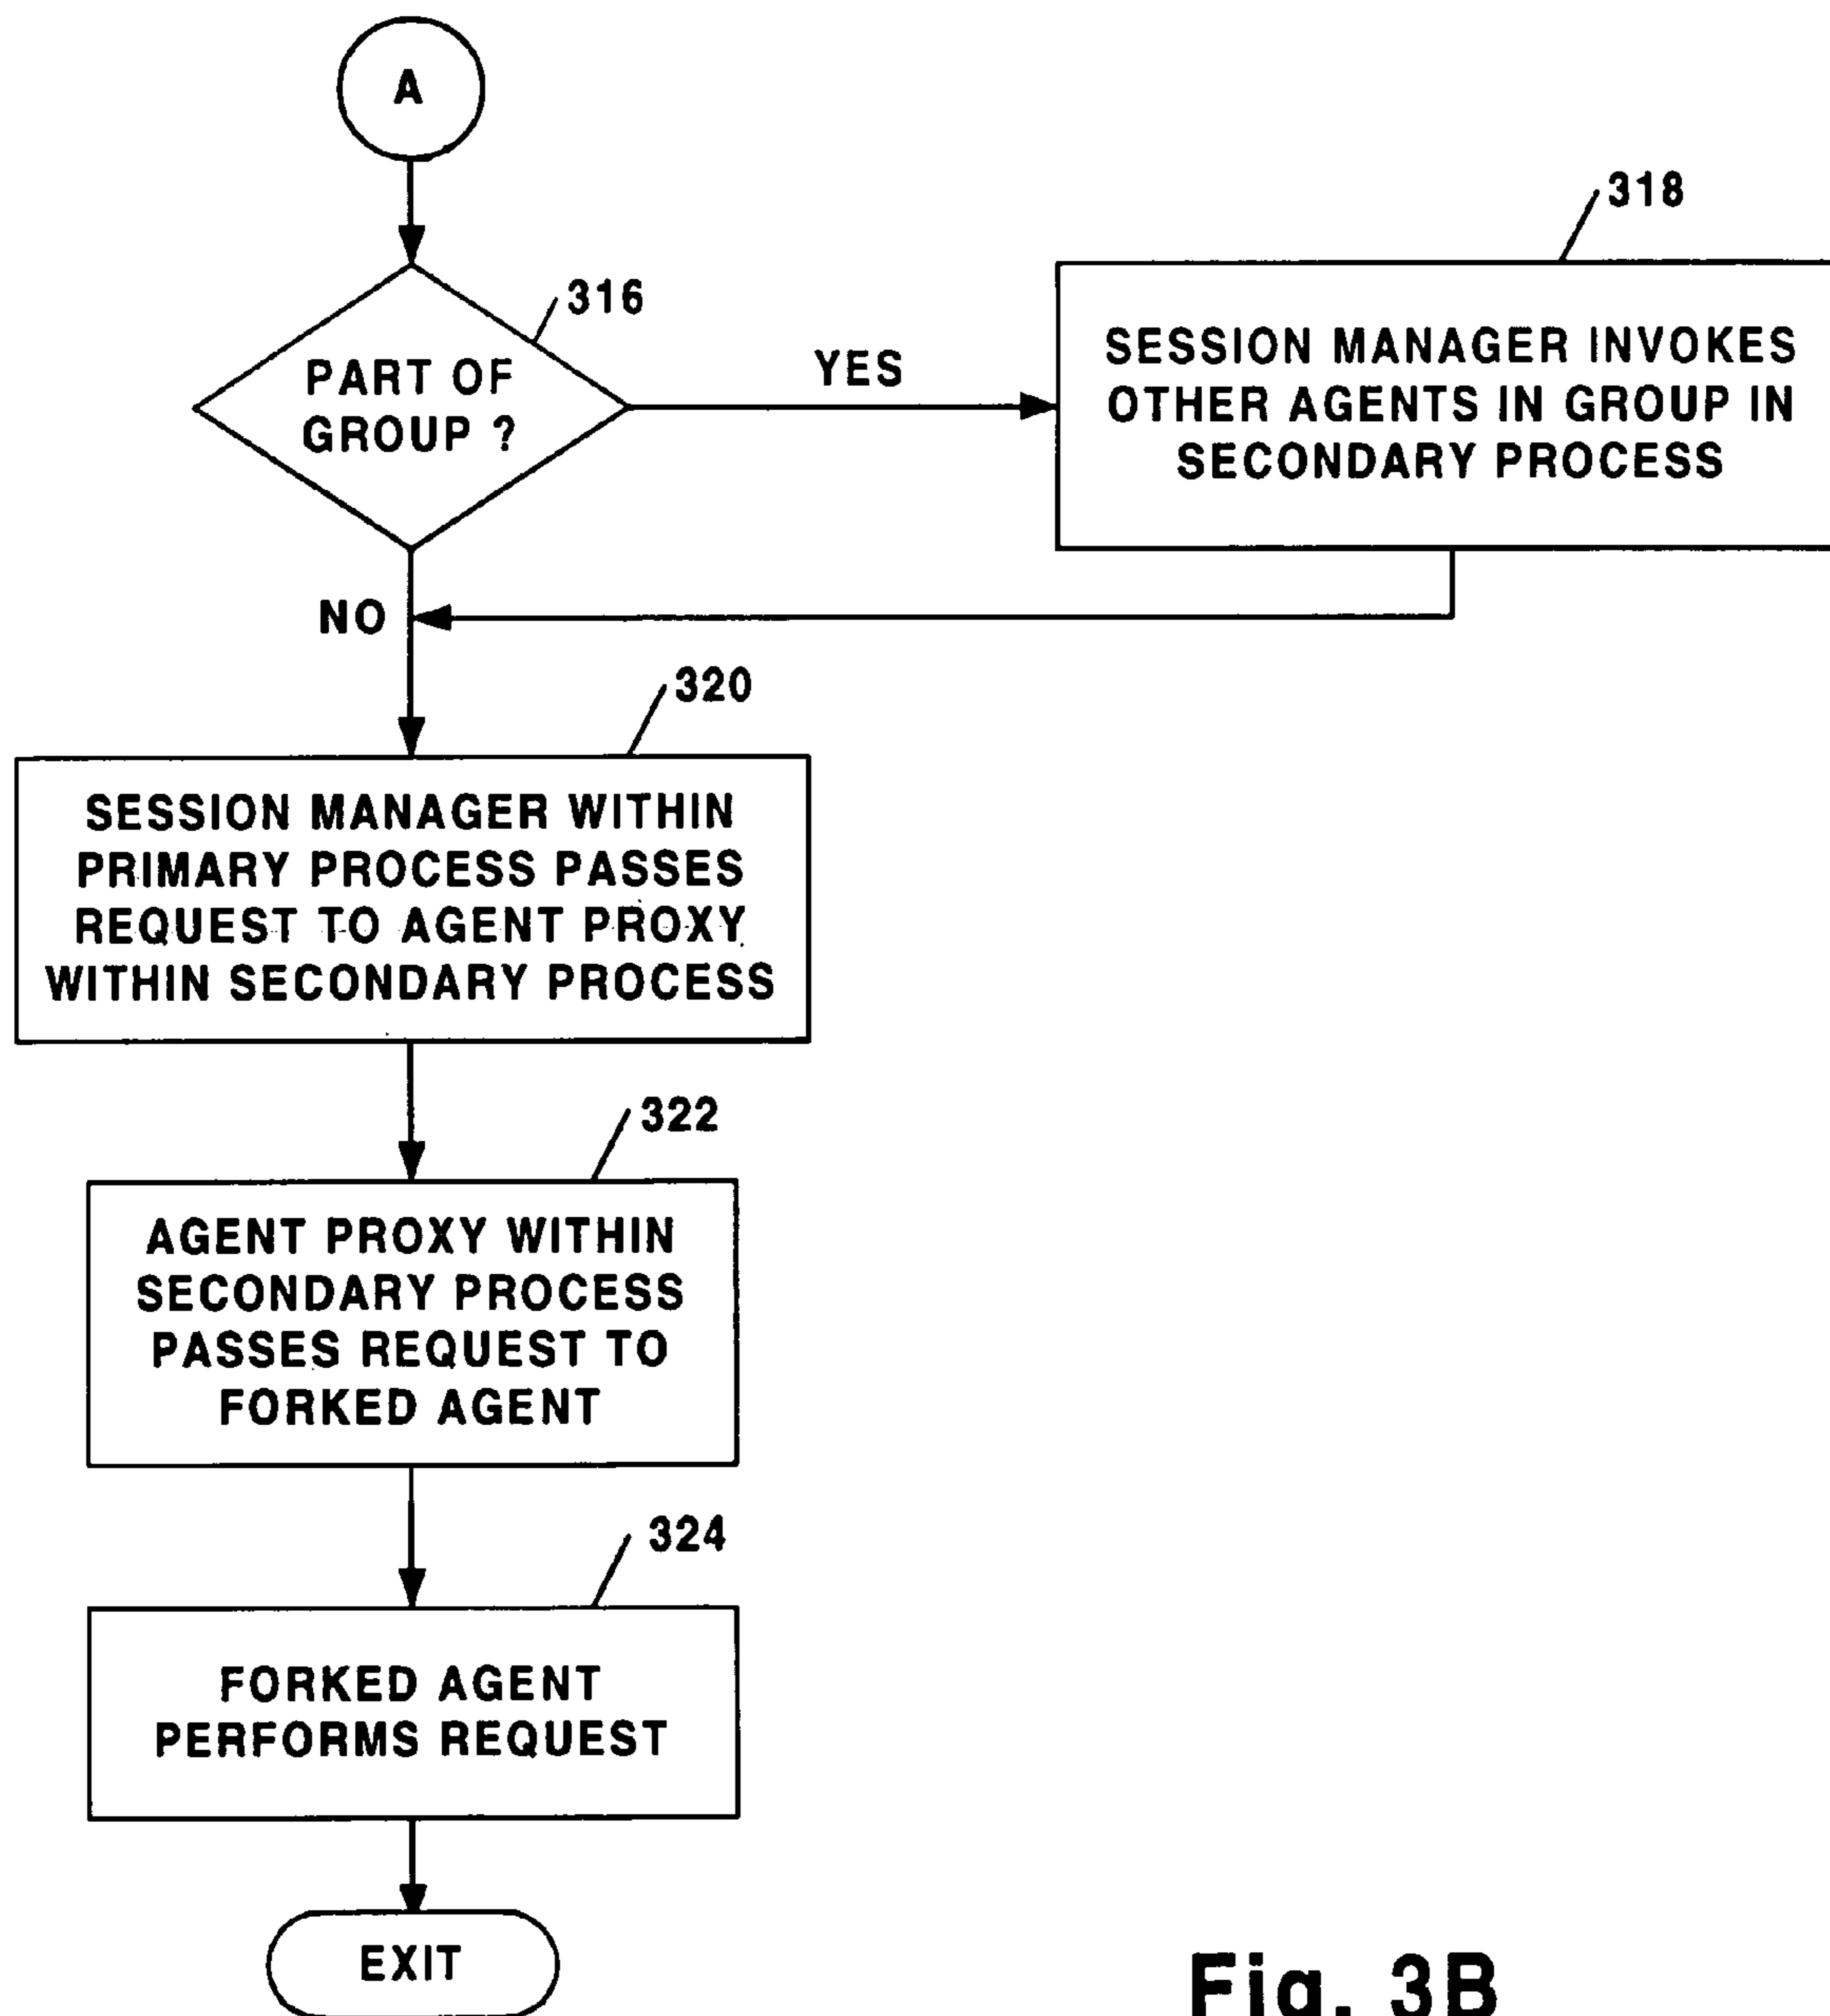 A
316
PART OF
GROUP ?
YES
318
SESSION MANAGER INVOKES
OTHER AGENTS IN GROUP IN
SECONDARY PROCESS
NO
320
SESSION MANAGER WITHIN
PRIMARY PROCESS PASSES
REQUEST TO AGENT PROXY
WITHIN SECONDARY PROCESS
322
AGENT PROXY WITHIN
SECONDARY PROCESS
PASSES REQUEST TO
FORKED AGENT
324
FORKED AGENT
PERFORMS REQUEST
EXIT
Fig. 3B